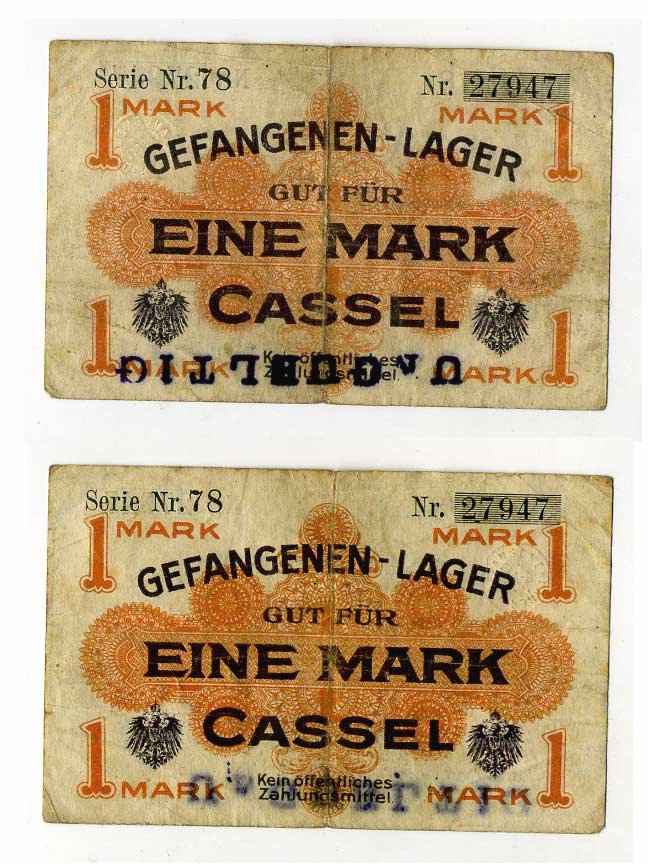 Serie Nr. 78 Nr. 27947
1 MARK MARK 1
GEFANGENEN-LAGER
GUT FÜR
EINE MARK
CASSEL
Kein öffentliches
1 MARK Zahlungsmittel. MARK 1
UNGUELTIG
Serie Nr. 78 Nr. 27947
1 MARK MARK 1
GEFANGENEN-LAGER
GUT FÜR
EINE MARK
CASSEL
Kein öffentliches
1 MARK Zahlungsmittel. MARK 1